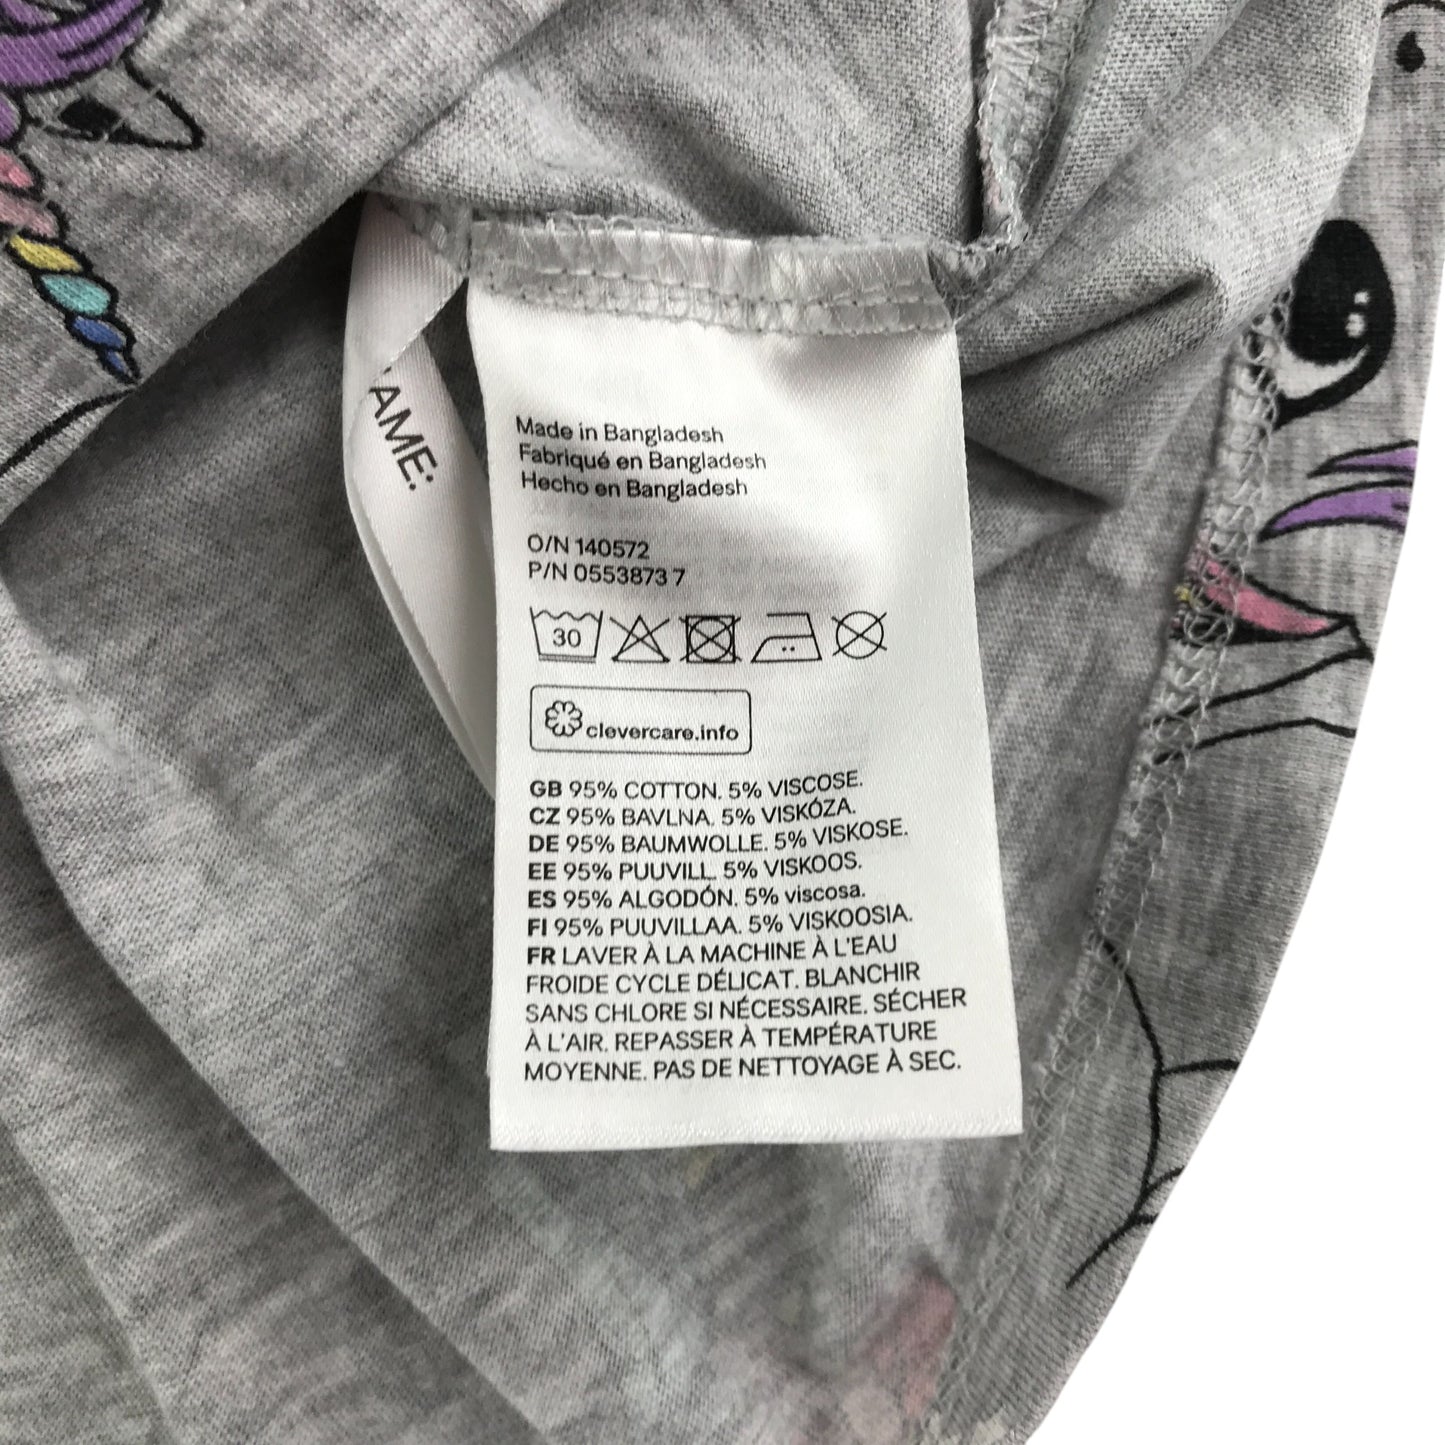 AME:
Made in Bangladesh
Fabriqué en Bangladesh
Hecho en Bangladesh
O/N 140572
P/N 0553873 7
30
clevercare.info
GB 95% COTTON. 5% VISCOSE.
CZ 95% BAVLNA. 5% VISKÓZA.
DE 95% BAUMWOLLE. 5% VISKOSE.
EE 95% PUUVILL. 5% VISKOOS.
ES 95% ALGODÓN. 5% viscosa.
FI 95% PUUVILLAA. 5% VISKOOSIA.
FR LAVER À LA MACHINE À L'EAU
FROIDE CYCLE DÉLICAT. BLANCHIR
SANS CHLORE SI NÉCESSAIRE. SÉCHER
À L'AIR. REPASSER À TEMPÉRATURE
MOYENNE. PAS DE NETTOYAGE À SEC.